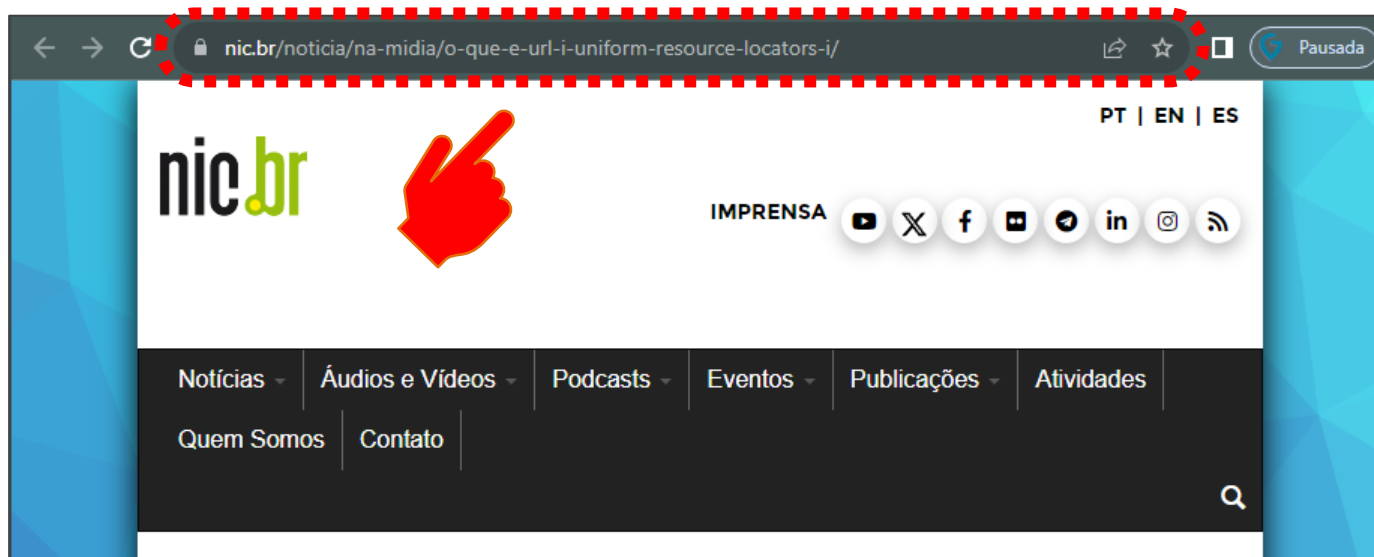 nic.br/noticia/na-midia/o-que-e-url-i-uniform-resource-locators-i/
Pausada
PT | EN | ES
nic.br
IMPRENSA
Notícias
Áudios e Vídeos
Podcasts
Eventos
Publicações
Atividades
Quem Somos
Contato